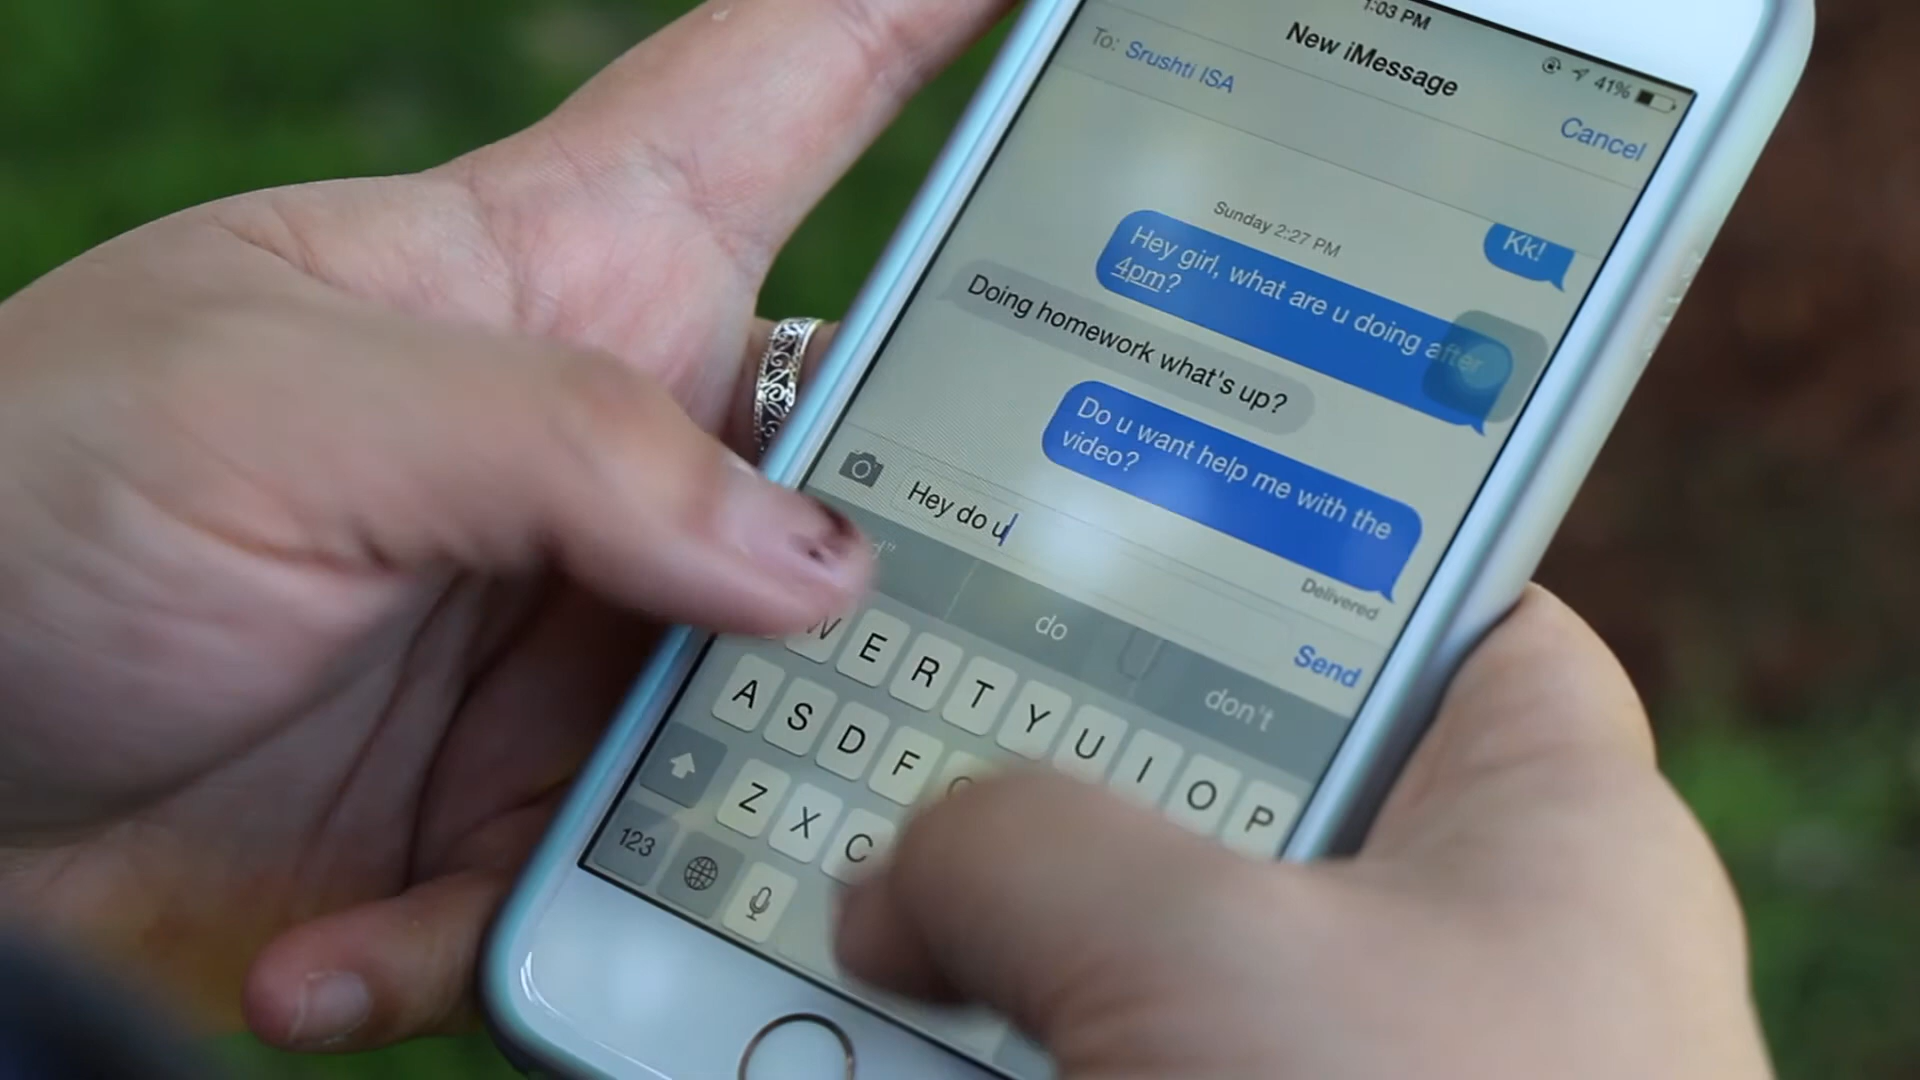 1:03 PM
41%
New iMessage
Cancel
To: Srushti ISA
Kk!
Sunday 2:27 PM
Hey girl, what are u doing after
4pm?
Doing homework what's up?
Do u want help me with the
video?
Delivered
Hey do u
Send
do
don't
W E R T Y U I O P
A S D F
Z X C
123